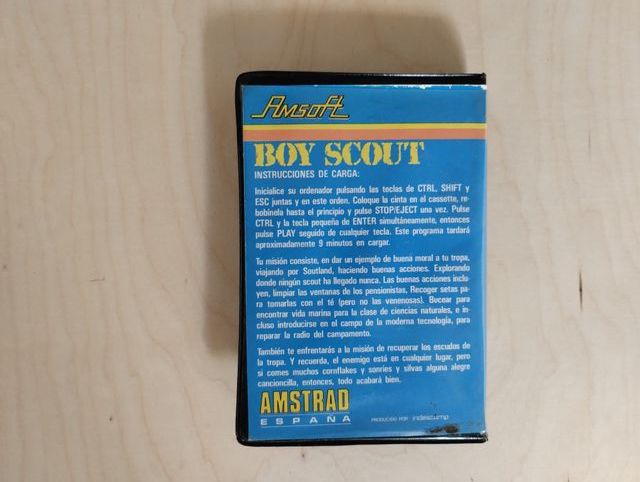 Amsoft
BOY SCOUT
INSTRUCCIONES DE CARGA:
Inicialice su ordenador pulsando las teclas de CTRL, SHIFT y
ESC juntas y en este orden. Coloque la cinta en el cassette, re-
bobinela hasta el principio y pulse STOP/EJECT una vez. Pulse
CTRL y la tecla pequeña de ENTER simultáneamente, entonces
pulse PLAY seguido de cualquier tecla. Este programa tardará
aproximadamente 9 minutos en cargar.
Tu misión consiste, en dar un ejemplo de buena moral a tu tropa,
viajando por Scutland, haciendo buenas acciones. Explorando
donde ningún scout ha llegado nunca. Las buenas acciones inclu-
yen, limpiar las ventanas de los pensionistas, Recoger setas pa-
ra tomarlas con el té (pero no las venenosas). Bucear para
encontrar vida marina para la clase de ciencias naturales, e in-
cluso introducirse en el campo de la moderna tecnología, para
reparar la radio del campamento.
También te enfrentarás a la misión de recuperar los escudos de
la tropa. Y recuerda, el enemigo está en cualquier lugar, pero
si comes muchos cornflakes y sonries y silvas alguna alegre
cancioncilla, entonces, todo acabará bien.
AMSTRAD
ESPAÑA
PRODUCIDO POR indescomp